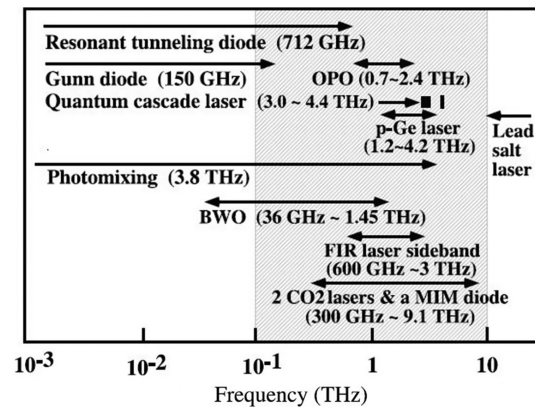 Resonant tunneling diode (712 GHz)
Gunn diode (150 GHz) OPO (0.7~2.4 THz)
Quantum cascade laser (3.0 ~ 4.4 THz)
p-Ge laser
(1.2~4.2 THz)
Lead
salt
laser
Photomixing (3.8 THz)
BWO (36 GHz ~ 1.45 THz)
FIR laser sideband
(600 GHz ~3 THz)
2 CO2 lasers & a MIM diode
(300 GHz ~ 9.1 THz)
10-3 10-2 10-1 1 10
Frequency (THz)